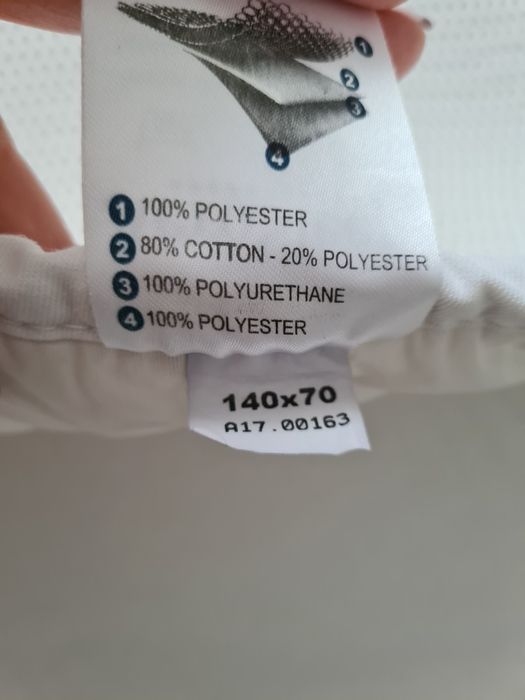 1
2
3
4
1 100% POLYESTER
2 80% COTTON - 20% POLYESTER
3 100% POLYURETHANE
4 100% POLYESTER
140x70
A17.00163